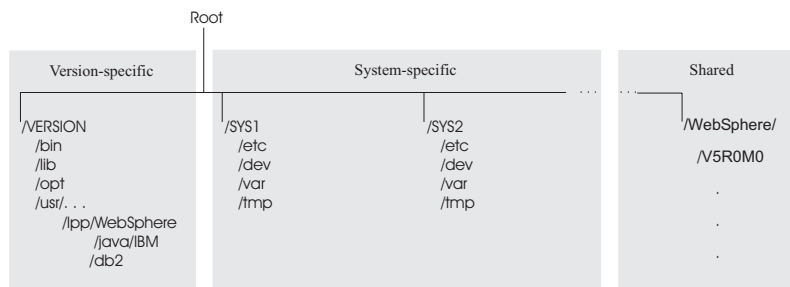 Root
Version-specific
/VERSION
/bin
/lib
/opt
/usr/. . .
/lpp/WebSphere
/java/IBM
/db2
System-specific
/SYS1
/etc
/dev
/var
/tmp
/SYS2
/etc
/dev
/var
/tmp
. . .
. . .
Shared
/WebSphere/
/V5R0M0
.
.
.